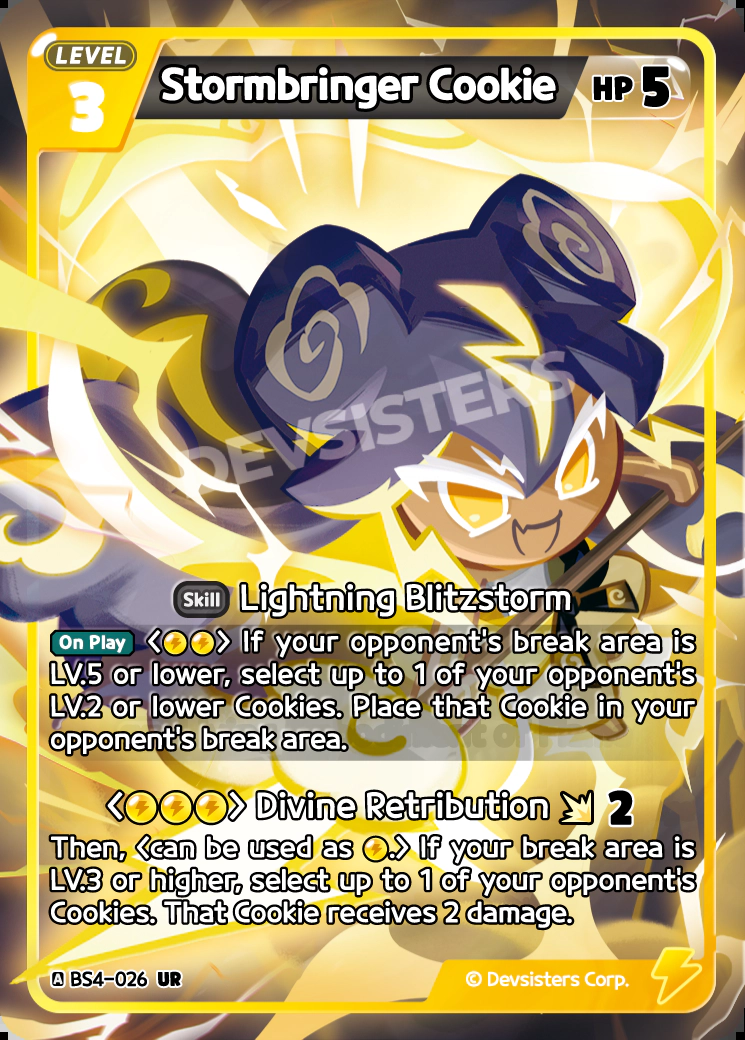 LEVEL
3
Stormbringer Cookie
HP 5
DEVSISTERS
Skill Lightning Blitzstorm
On Play 〈〉 If your opponent's break area is
LV.5 or lower, select up to 1 of your opponent's
LV.2 or lower Cookies. Place that Cookie in your
opponent's break area.
〈〉 Divine Retribution 2
Then, 〈can be used as .〉 If your break area is
LV.3 or higher, select up to 1 of your opponent's
Cookies. That Cookie receives 2 damage.
A BS4-026 UR
© Devsisters Corp.